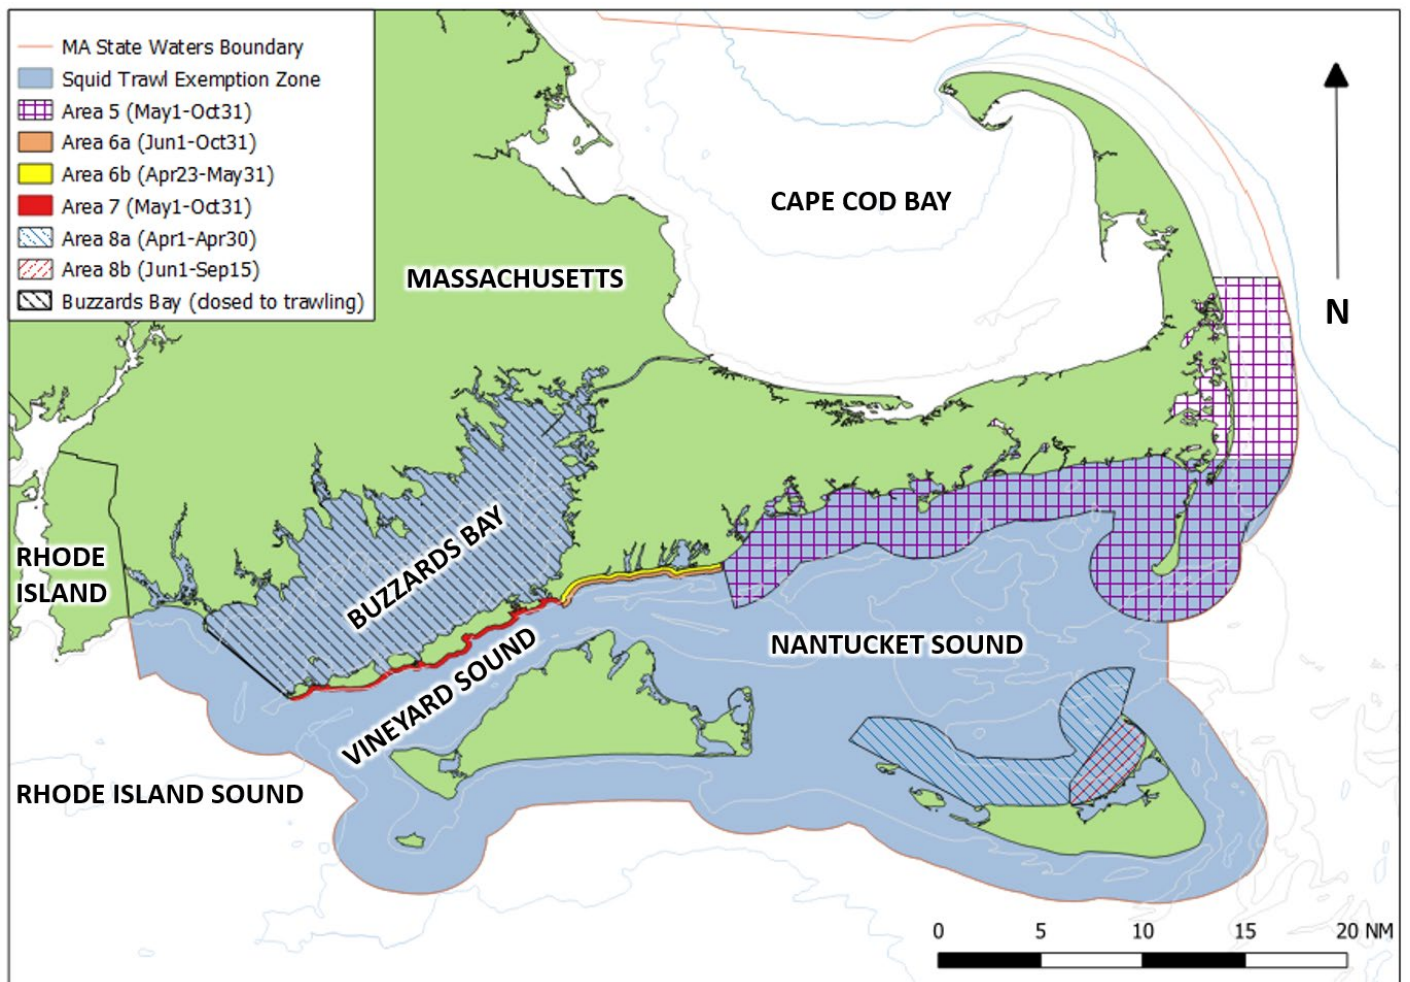 MA State Waters Boundary
Squid Trawl Exemption Zone
Area 5 (May1-Oct31)
Area 6a (Jun1-Oct31)
Area 6b (Apr23-May31)
Area 7 (May1-Oct31)
Area 8a (Apr1-Apr30)
Area 8b (Jun1-Sep15)
Buzzards Bay (closed to trawling)
CAPE COD BAY
MASSACHUSETTS
N
RHODE
ISLAND
BUZZARDS BAY
VINEYARD SOUND
NANTUCKET SOUND
RHODE ISLAND SOUND
0 5 10 15 20 NM